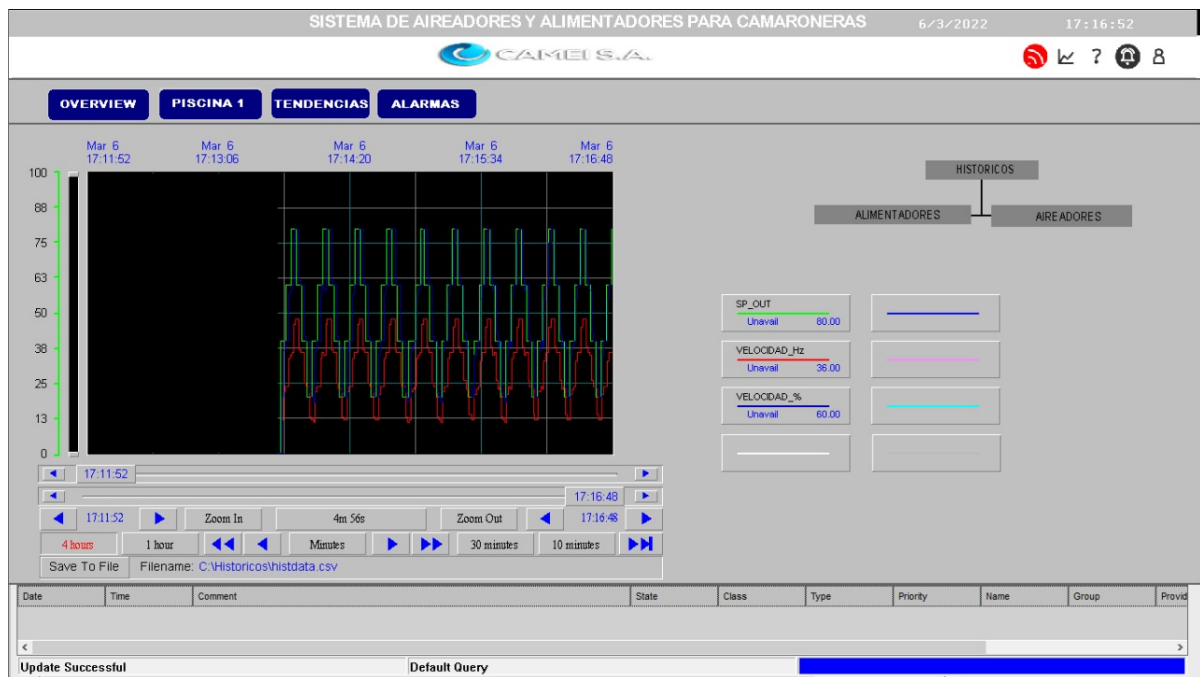 SISTEMA DE AIREADORES Y ALIMENTADORES PARA CAMARONERAS 6/3/2022 17:16:52
CAMEI S.A.
?
OVERVIEW PISCINA 1 TENDENCIAS ALARMAS
Mar 6 Mar 6 Mar 6 Mar 6 Mar 6
17:11:52 17:13:06 17:14:20 17:15:34 17:16:48
100
88
75
63
50
38
25
13
0
HISTORICOS
ALIMENTADORES AIREADORES
SP_OUT
Unavail 80.00
VELOCIDAD_Hz
Unavail 36.00
VELOCIDAD_%
Unavail 60.00
17:11:52
17:16:48
17:11:52 Zoom In 4m 56s Zoom Out 17:16:48
4 hours 1 hour Minutes 30 minutes 10 minutes
Save To File Filename: C:\Historicos\histdata.csv
Date Time Comment State Class Type Priority Name Group Provid
Update Successful Default Query